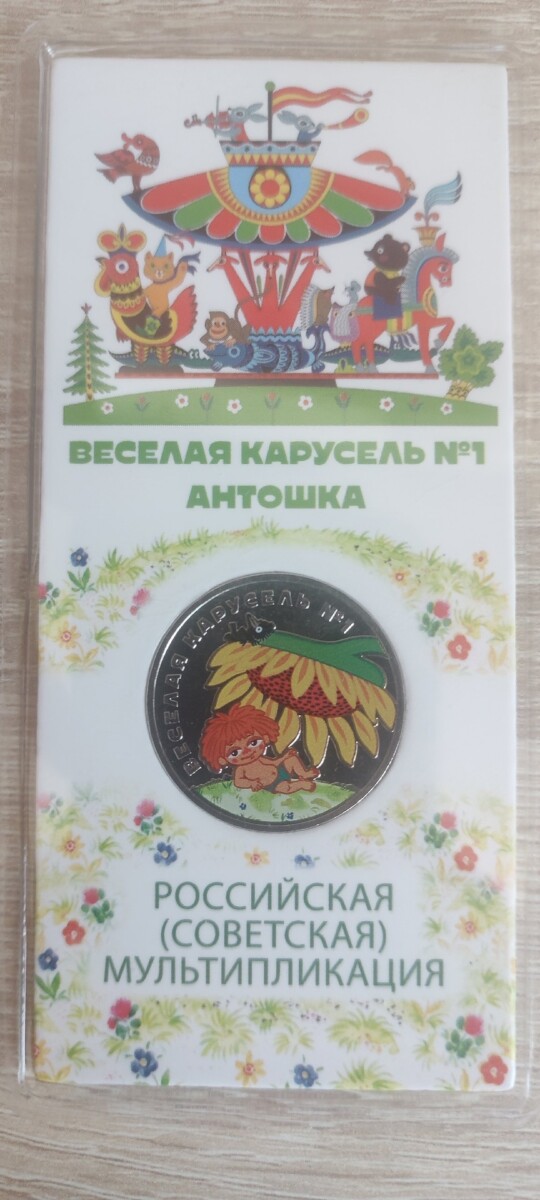 ВЕСЕЛАЯ КАРУСЕЛЬ №1
АНТОШКА
ВЕСЕЛАЯ КАРУСЕЛЬ №1
РОССИЙСКАЯ
(СОВЕТСКАЯ)
МУЛЬТИПЛИКАЦИЯ